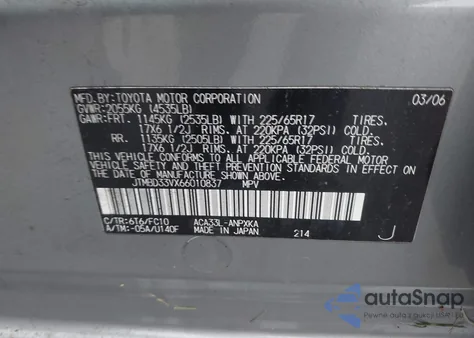 MFD.BY:TOYOTA MOTOR CORPORATION 03/06
GVWR:2055KG (4535LB)
GAWR:FRT. 1145KG (2535LB) WITH 225/65R17 TIRES.
17X6 1/2J RIMS. AT 220KPA (32PSI) COLD.
RR. 1135KG (2505LB) WITH 225/65R17 TIRES.
17X6 1/2J RIMS. AT 220KPA (32PSI) COLD.
THIS VEHICLE CONFORMS TO ALL APPLICABLE FEDERAL MOTOR
VEHICLE SAFETY AND THEFT PREVENTION STANDARDS IN EFFECT ON
THE DATE OF MANUFACTURE SHOWN ABOVE.
JTMBD33VX66010837 MPV
C/TR:6T6/FC10 ACA33L-ANPXKA
A/TM:-05A/U140F MADE IN JAPAN 214 J
autoSnap